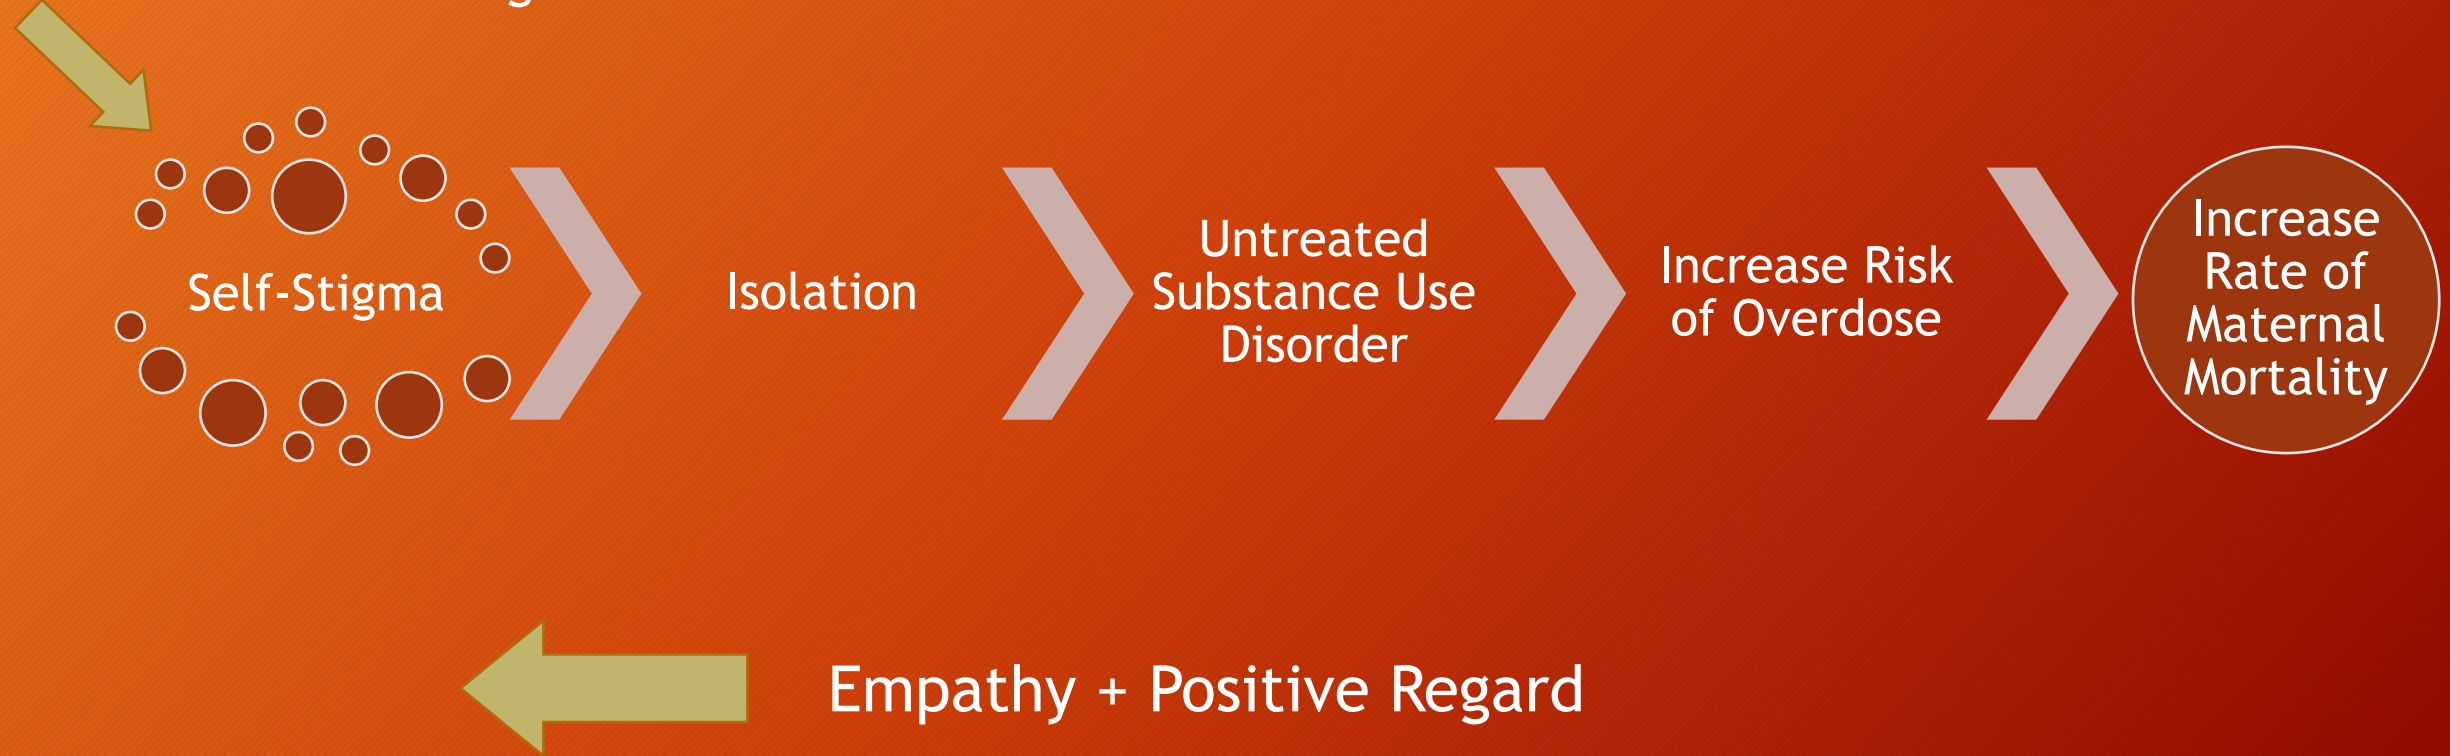 Self-Stigma
Isolation
Untreated
Substance Use
Disorder
Increase Risk
of Overdose
Increase
Rate of
Maternal
Mortality
Empathy + Positive Regard